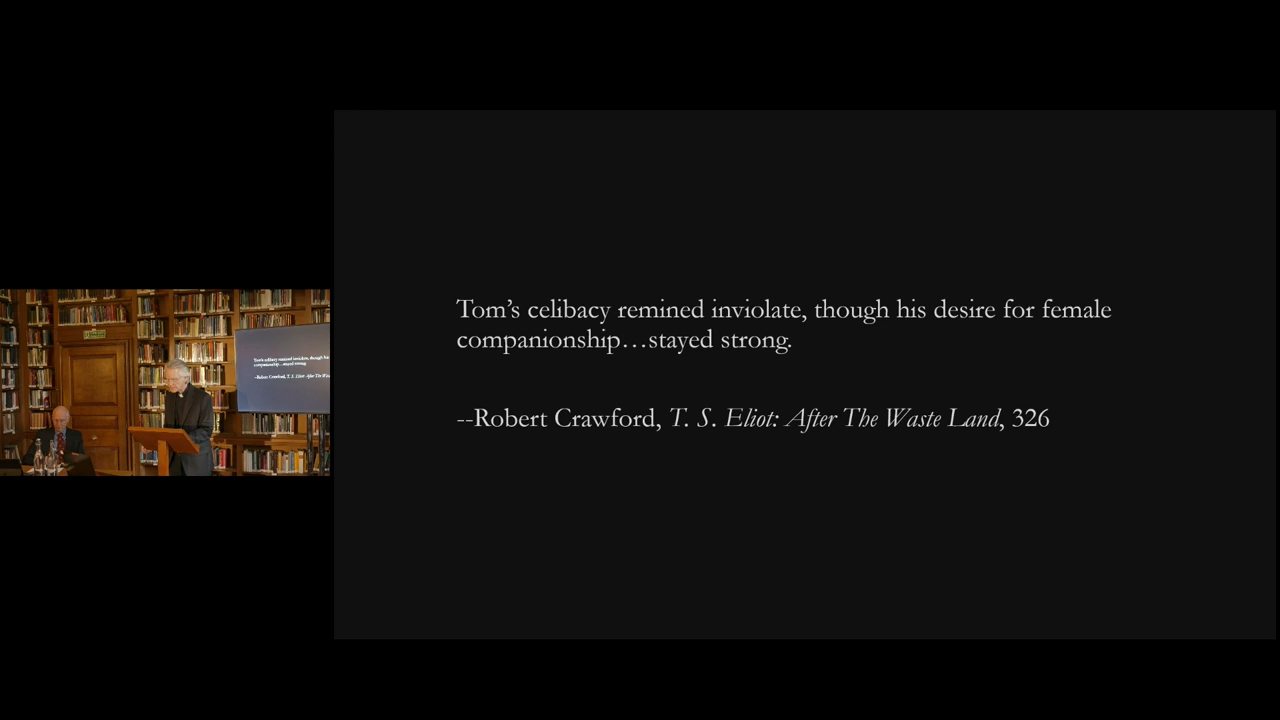 Tom’s celibacy remined inviolate, though his desire for female
companionship…stayed strong.
--Robert Crawford, T. S. Eliot: After The Waste Land, 326